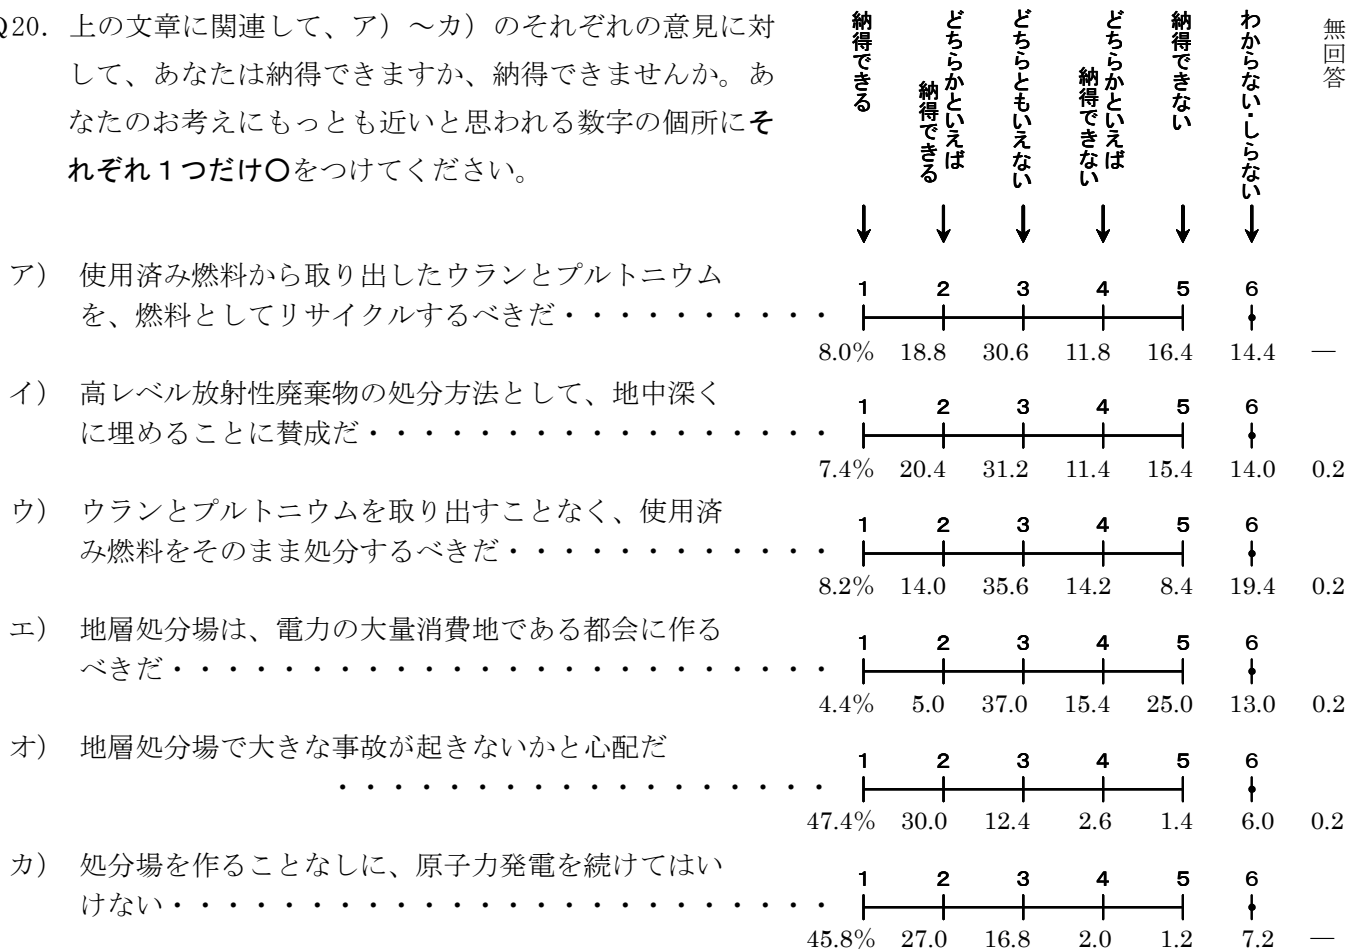 Q20. 上の文章に関連して、ア）～カ）のそれぞれの意見に対
して、あなたは納得できますか、納得できませんか。あ
なたのお考えにもっとも近いと思われる数字の個所にそ
れぞれ１つだけ〇をつけてください。
納得できる
どちらかといえば
納得できる
どちらともいえない
どちらかといえば
納得できない
納得できない
わからない・しらない
無回答
ア） 使用済み燃料から取り出したウランとプルトニウム
を、燃料としてリサイクルするべきだ・・・・・・・・・・
1 2 3 4 5 6
8.0% 18.8 30.6 11.8 16.4 14.4 ―
イ） 高レベル放射性廃棄物の処分方法として、地中深く
に埋めることに賛成だ・・・・・・・・・・・・・・・・・
1 2 3 4 5 6
7.4% 20.4 31.2 11.4 15.4 14.0 0.2
ウ） ウランとプルトニウムを取り出すことなく、使用済
み燃料をそのまま処分するべきだ・・・・・・・・・・・・
1 2 3 4 5 6
8.2% 14.0 35.6 14.2 8.4 19.4 0.2
エ） 地層処分場は、電力の大量消費地である都会に作る
べきだ・・・・・・・・・・・・・・・・・・・・・・・・
1 2 3 4 5 6
4.4% 5.0 37.0 15.4 25.0 13.0 0.2
オ） 地層処分場で大きな事故が起きないかと心配だ
・・・・・・・・・・・・・・・・・・
1 2 3 4 5 6
47.4% 30.0 12.4 2.6 1.4 6.0 0.2
カ） 処分場を作ることなしに、原子力発電を続けてはい
けない・・・・・・・・・・・・・・・・・・・・・・・・
1 2 3 4 5 6
45.8% 27.0 16.8 2.0 1.2 7.2 ―